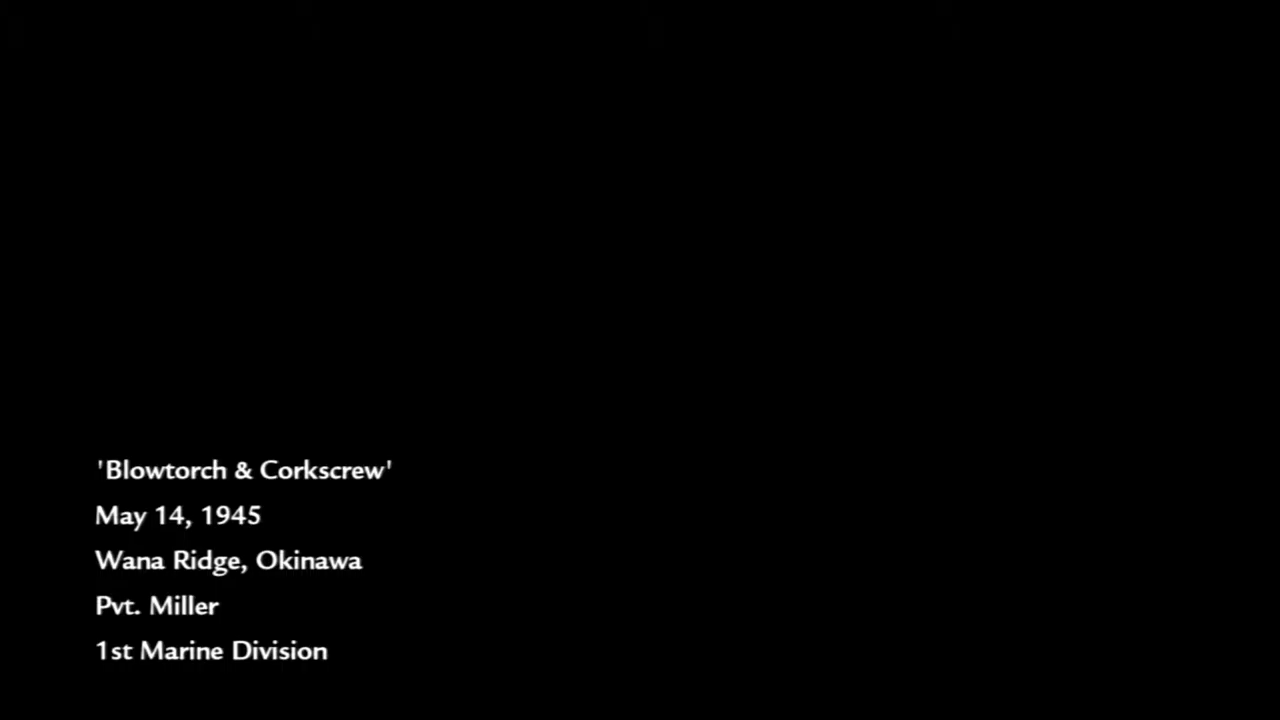 'Blowtorch & Corkscrew'
May 14, 1945
Wana Ridge, Okinawa
Pvt. Miller
1st Marine Division